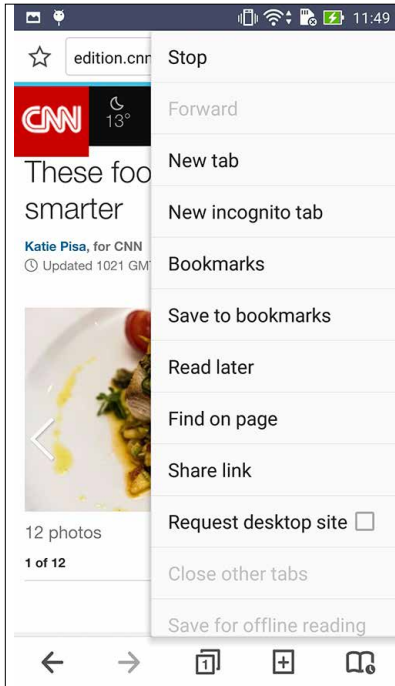 11:49
edition.cnn
CNN
13°
These foo
smarter
Katie Pisa, for CNN
Updated 1021 GM
12 photos
1 of 12
Stop
Forward
New tab
New incognito tab
Bookmarks
Save to bookmarks
Read later
Find on page
Share link
Request desktop site
Close other tabs
Save for offline reading
1